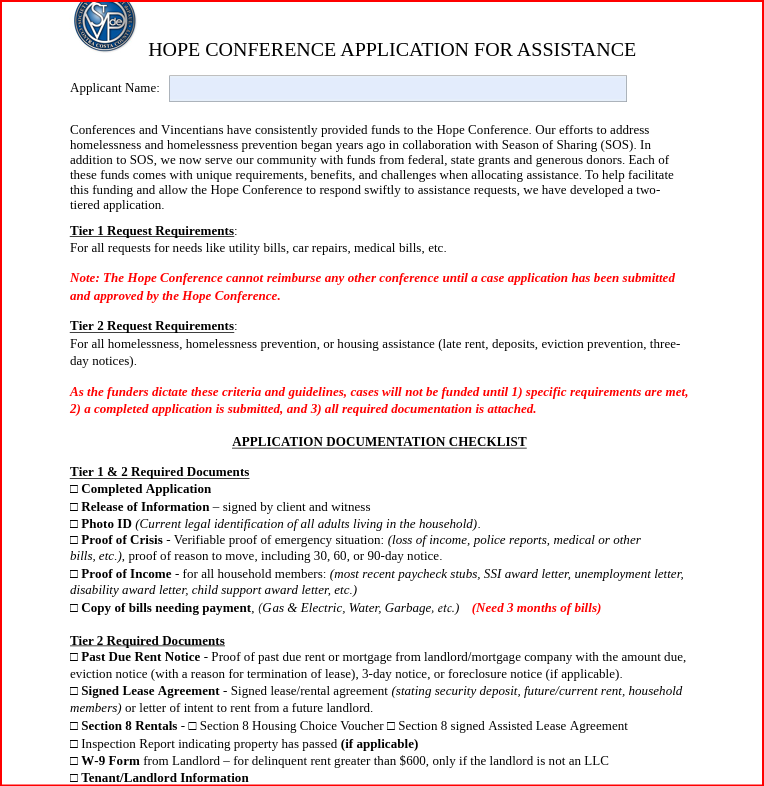 HOPE CONFERENCE APPLICATION FOR ASSISTANCE
Applicant Name:
Conferences and Vincentians have consistently provided funds to the Hope Conference. Our efforts to address
homelessness and homelessness prevention began years ago in collaboration with Season of Sharing (SOS). In
addition to SOS, we now serve our community with funds from federal, state grants and generous donors. Each of
these funds comes with unique requirements, benefits, and challenges when allocating assistance. To help facilitate
this funding and allow the Hope Conference to respond swiftly to assistance requests, we have developed a two-
tiered application.
Tier 1 Request Requirements:
For all requests for needs like utility bills, car repairs, medical bills, etc.
Note: The Hope Conference cannot reimburse any other conference until a case application has been submitted
and approved by the Hope Conference.
Tier 2 Request Requirements:
For all homelessness, homelessness prevention, or housing assistance (late rent, deposits, eviction prevention, three-
day notices).
As the funders dictate these criteria and guidelines, cases will not be funded until 1) specific requirements are met,
2) a completed application is submitted, and 3) all required documentation is attached.
APPLICATION DOCUMENTATION CHECKLIST
Tier 1 & 2 Required Documents
□ Completed Application
□ Release of Information – signed by client and witness
□ Photo ID (Current legal identification of all adults living in the household).
□ Proof of Crisis - Verifiable proof of emergency situation: (loss of income, police reports, medical or other
bills, etc.), proof of reason to move, including 30, 60, or 90-day notice.
□ Proof of Income - for all household members: (most recent paycheck stubs, SSI award letter, unemployment letter,
disability award letter, child support award letter, etc.)
□ Copy of bills needing payment, (Gas & Electric, Water, Garbage, etc.) (Need 3 months of bills)
Tier 2 Required Documents
□ Past Due Rent Notice - Proof of past due rent or mortgage from landlord/mortgage company with the amount due,
eviction notice (with a reason for termination of lease), 3-day notice, or foreclosure notice (if applicable).
□ Signed Lease Agreement - Signed lease/rental agreement (stating security deposit, future/current rent, household
members) or letter of intent to rent from a future landlord.
□ Section 8 Rentals - □ Section 8 Housing Choice Voucher □ Section 8 signed Assisted Lease Agreement
□ Inspection Report indicating property has passed (if applicable)
□ W-9 Form from Landlord – for delinquent rent greater than $600, only if the landlord is not an LLC
□ Tenant/Landlord Information